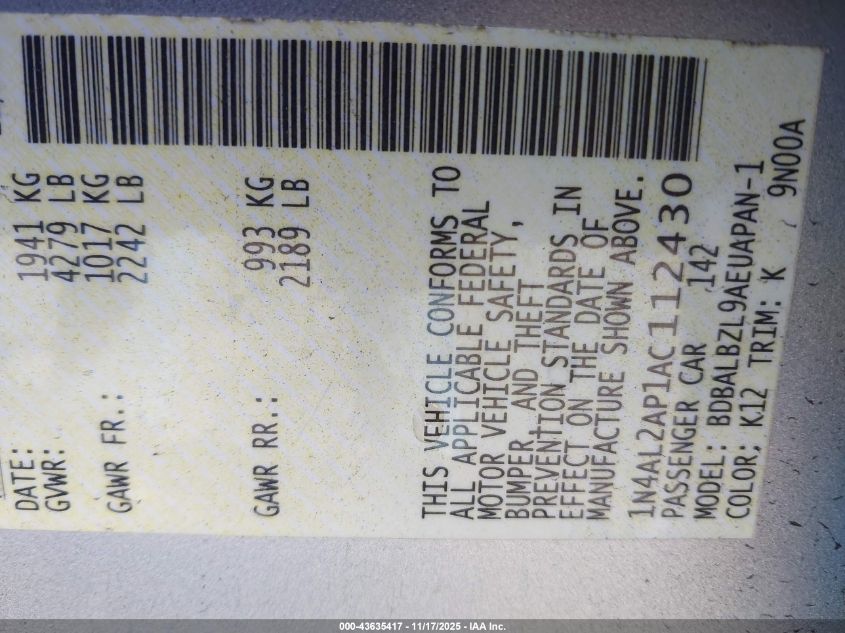 DATE:
GVWR: 1941 KG
4279 LB
GAWR FR.: 1017 KG
2242 LB
GAWR RR.: 993 KG
2189 LB
THIS VEHICLE CONFORMS TO
ALL APPLICABLE FEDERAL
MOTOR VEHICLE SAFETY,
BUMPER AND THEFT
PREVENTION STANDARDS IN
EFFECT ON THE DATE OF
MANUFACTURE SHOWN ABOVE.
1N4AL2AP1AC112430
PASSENGER CAR 142
MODEL: BDBALBZL9AEUAPAN-1
COLOR: K12 TRIM: K 9N00A
000-43635417 - 11/17/2025 - IAA Inc.